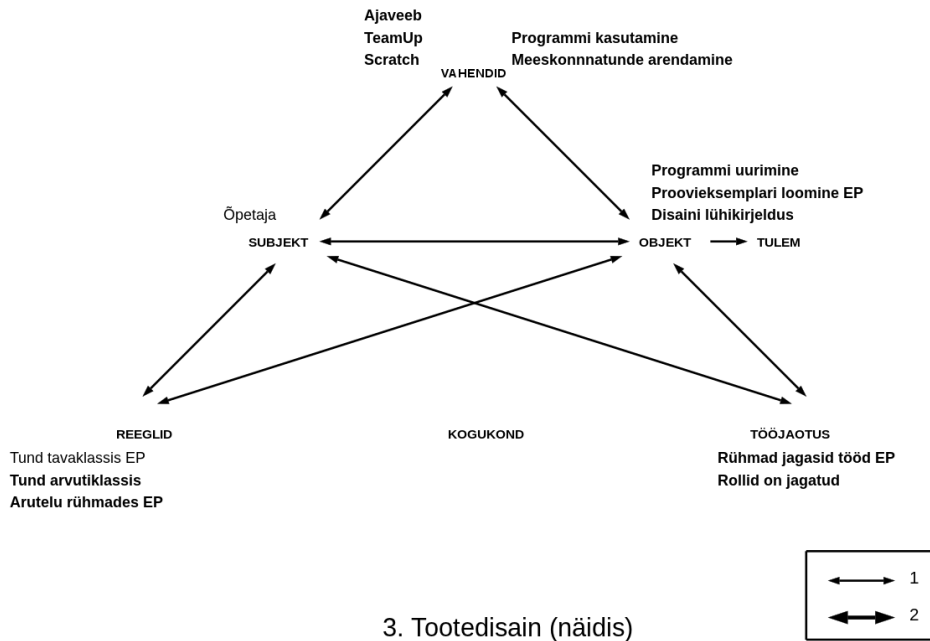 Ajaveeb
TeamUp
Scratch
Programmi kasutamine
Meeskonnnatunde arendamine
VAHENDID
Programmi uurimine
Proovieksemplari loomine EP
Disaini lühikirjeldus
Õpetaja
SUBJEKT
OBJEKT
TULEM
REEGLID
KOGUKOND
TÖÖJAOTUS
Tund tavaklassis EP
Tund arvutiklassis
Arutelu rühmades EP
Rühmad jagasid tööd EP
Rollid on jagatud
1
2
3. Tootedisain (näidis)